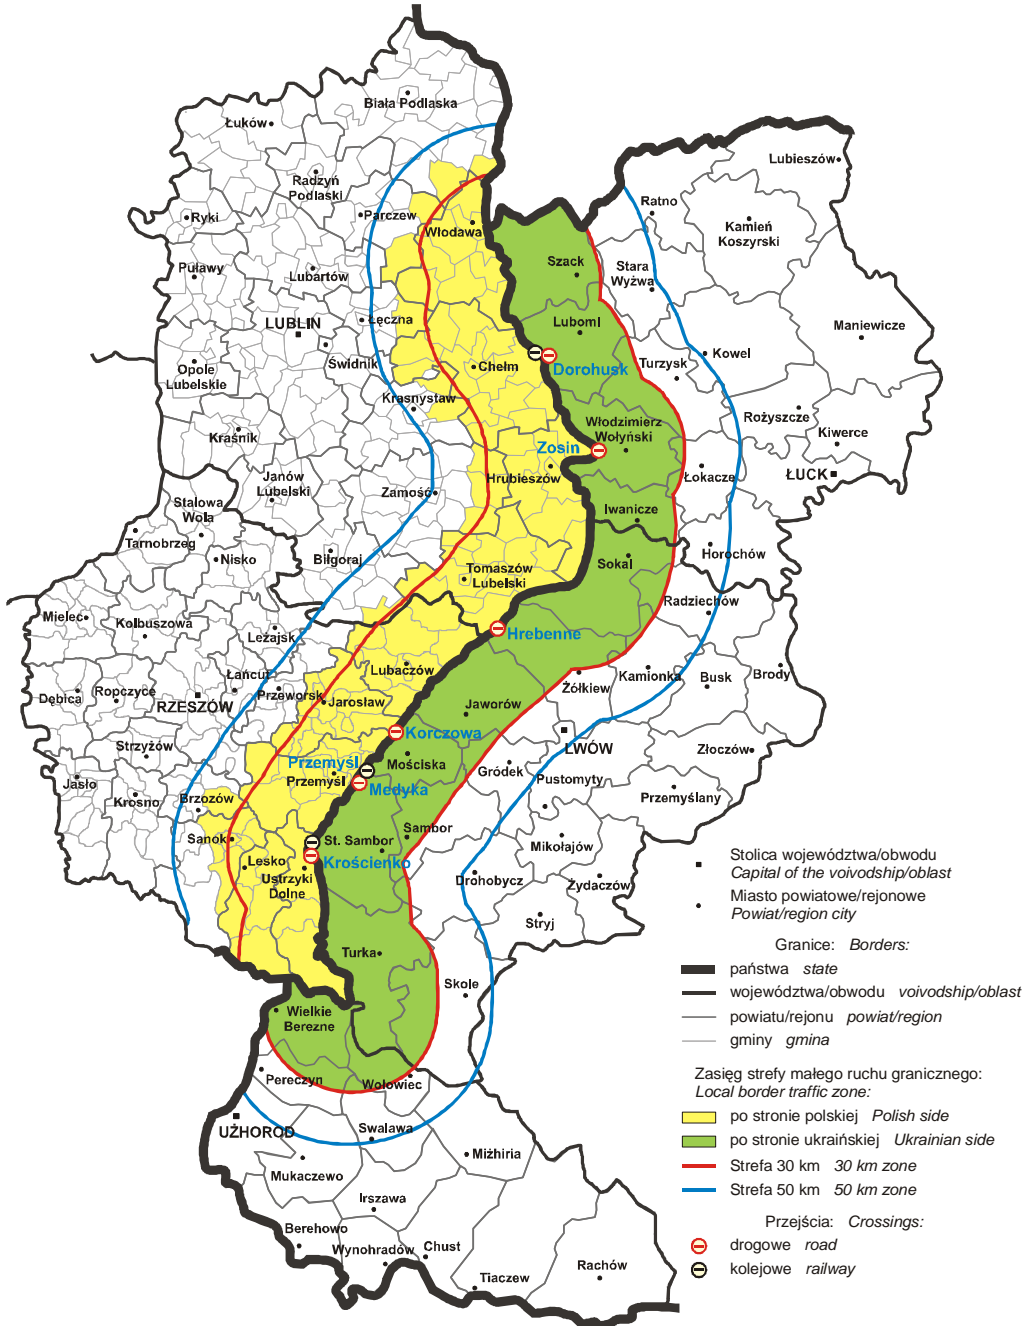 Biała Podlaska
Łuków
Lubieszów
Radzyń
Podlaski
Ratno
Parczew
Ryki
Włodawa
Kamień
Koszyrski
Szack
Stara
Wyżwa
Puławy
Lubartów
LUBLIN
Łęczna
Luboml
Maniewicze
Świdnik
Turzysk
Kowel
Opole
Lubelskie
Chełm
Dorohusk
Krasnystaw
Rożyszcze
Włodzimierz
Wołyński
Kraśnik
Zosin
Kiwerce
Janów
Lubelski
Hrubieszów
Łokacze
ŁUCK
Stalowa
Wola
Zamość
Iwanicze
Tarnobrzeg
Nisko
Biłgoraj
Horochów
Tomaszów
Lubelski
Sokal
Mielec
Kolbuszowa
Radziechów
Leżajsk
Hrebenne
Lubaczów
Łańcut
Kamionka
Busk
Brody
Dębica
Ropczyce
Przeworsk
Żółkiew
RZESZÓW
Jarosław
Jaworów
Strzyżów
Korczowa
LWÓW
Złoczów
Przemyśl
Mościska
Gródek
Pustomyty
Jasło
Przemyśl
Medyka
Przemyślany
Krosno
Brzozów
Sambor
Sanok
St. Sambor
Mikołajów
Lesko
Krościenko
Ustrzyki
Dolne
Drohobycz
Żydaczów
Stryj
Turka
Skole
Wielkie
Berezne
Pereczyn
Wołowiec
UŻHOROD
Swalawa
Miżhiria
Mukaczewo
Irszawa
Berehowo
Wynohradów
Chust
Rachów
Tiaczew
Stolica województwa/obwodu
Capital of the voivodship/oblast
Miasto powiatowe/rejonowe
Powiat/region city
Granice: Borders:
państwa state
województwa/obwodu voivodship/oblast
powiatu/rejonu powiat/region
gminy gmina
Zasięg strefy małego ruchu granicznego:
Local border traffic zone:
po stronie polskiej Polish side
po stronie ukraińskiej Ukrainian side
Strefa 30 km 30 km zone
Strefa 50 km 50 km zone
Przejścia: Crossings:
drogowe road
kolejowe railway